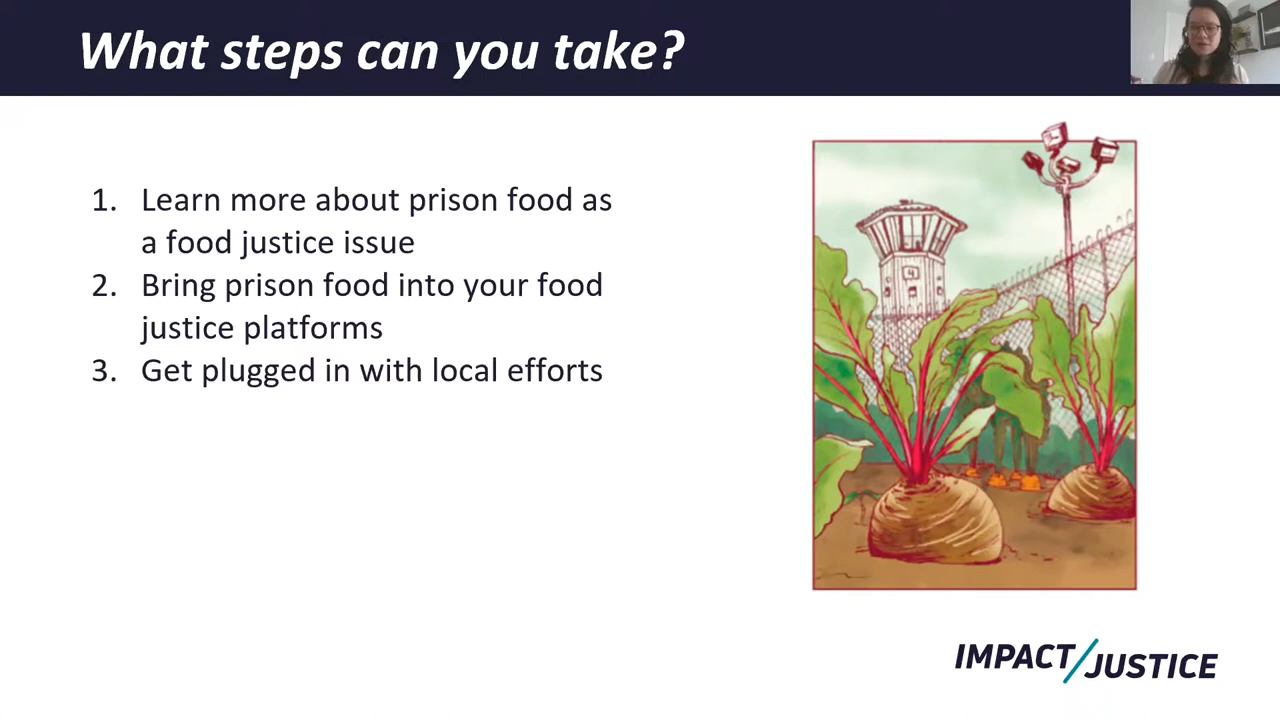 What steps can you take?
1. Learn more about prison food as
a food justice issue
2. Bring prison food into your food
justice platforms
3. Get plugged in with local efforts
4
IMPACT/JUSTICE